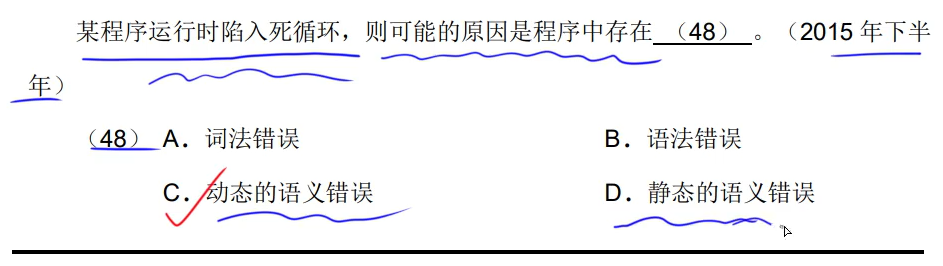 某程序运行时陷入死循环，则可能的原因是程序中存在（48）。（2015 年下半
年）
（48）A．词法错误 B．语法错误
C．动态的语义错误 D．静态的语义错误